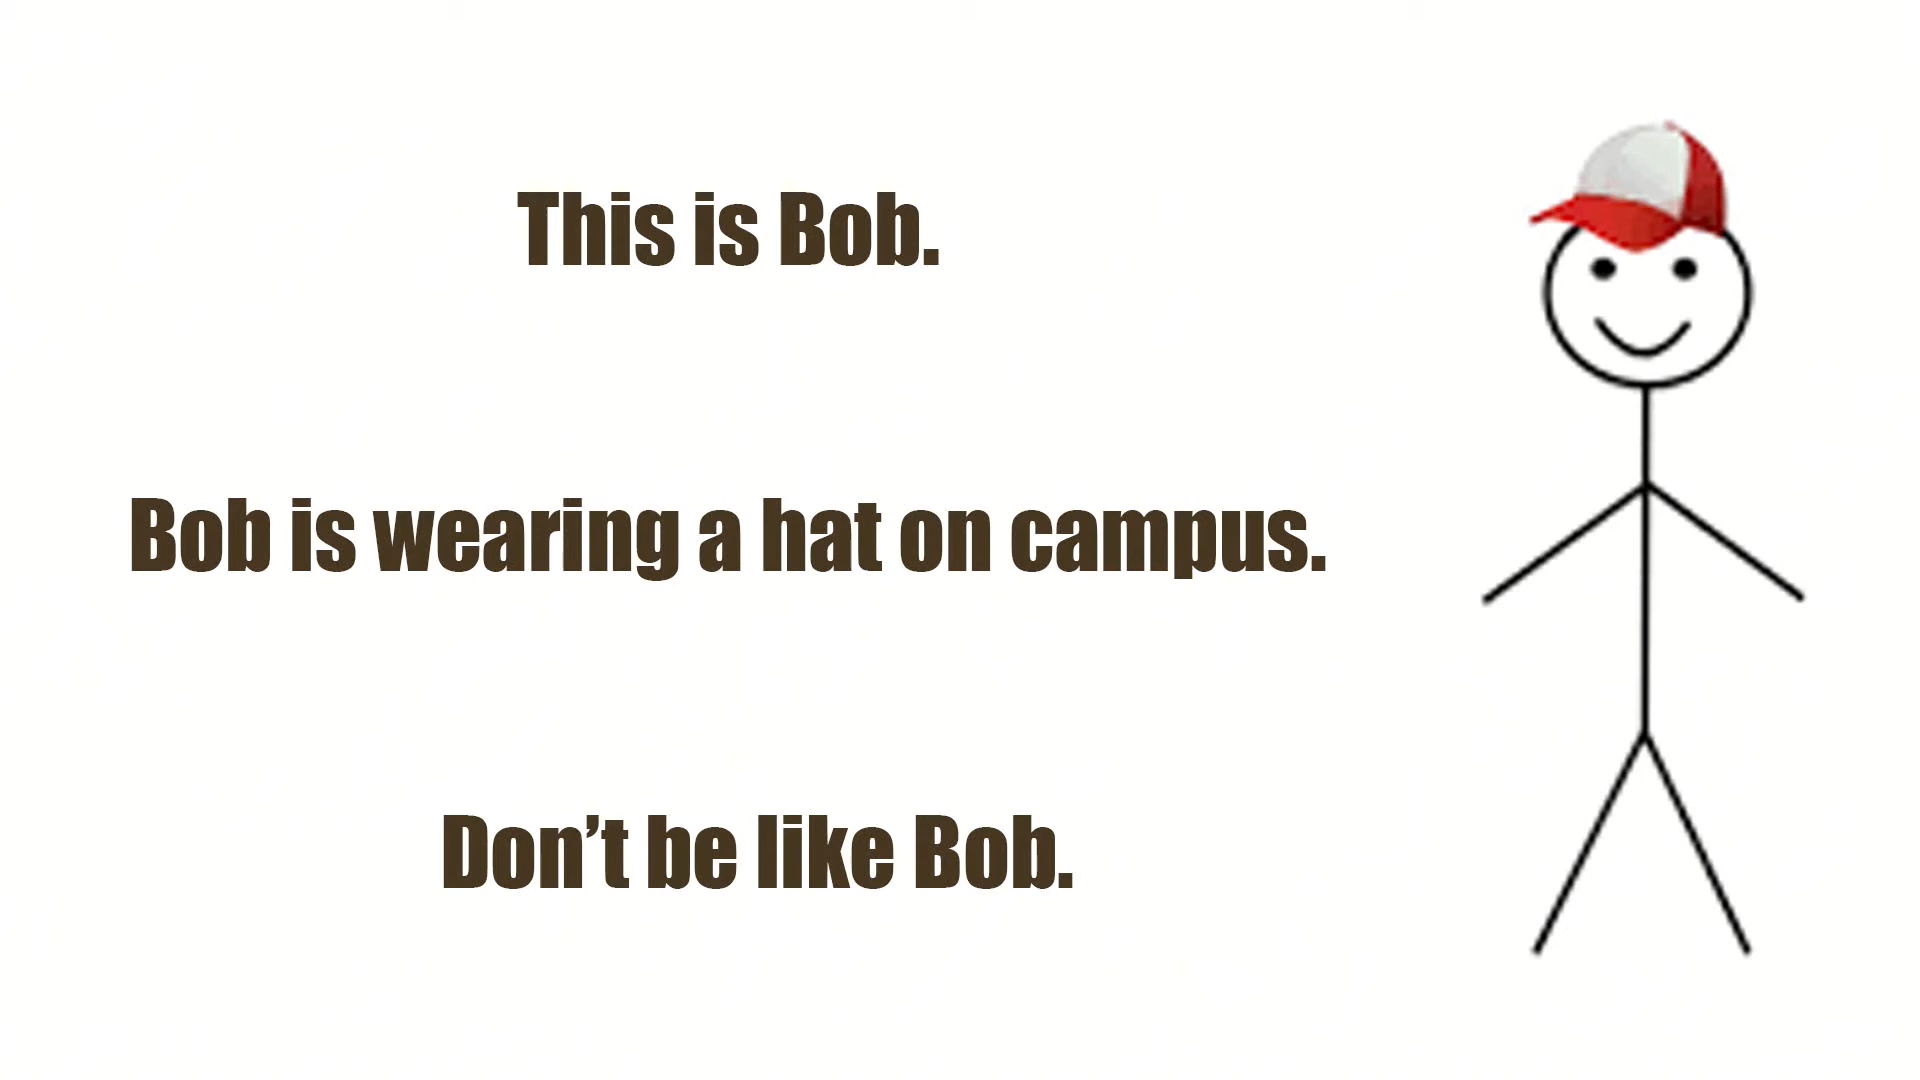 This is Bob.
Bob is wearing a hat on campus.
Don’t be like Bob.